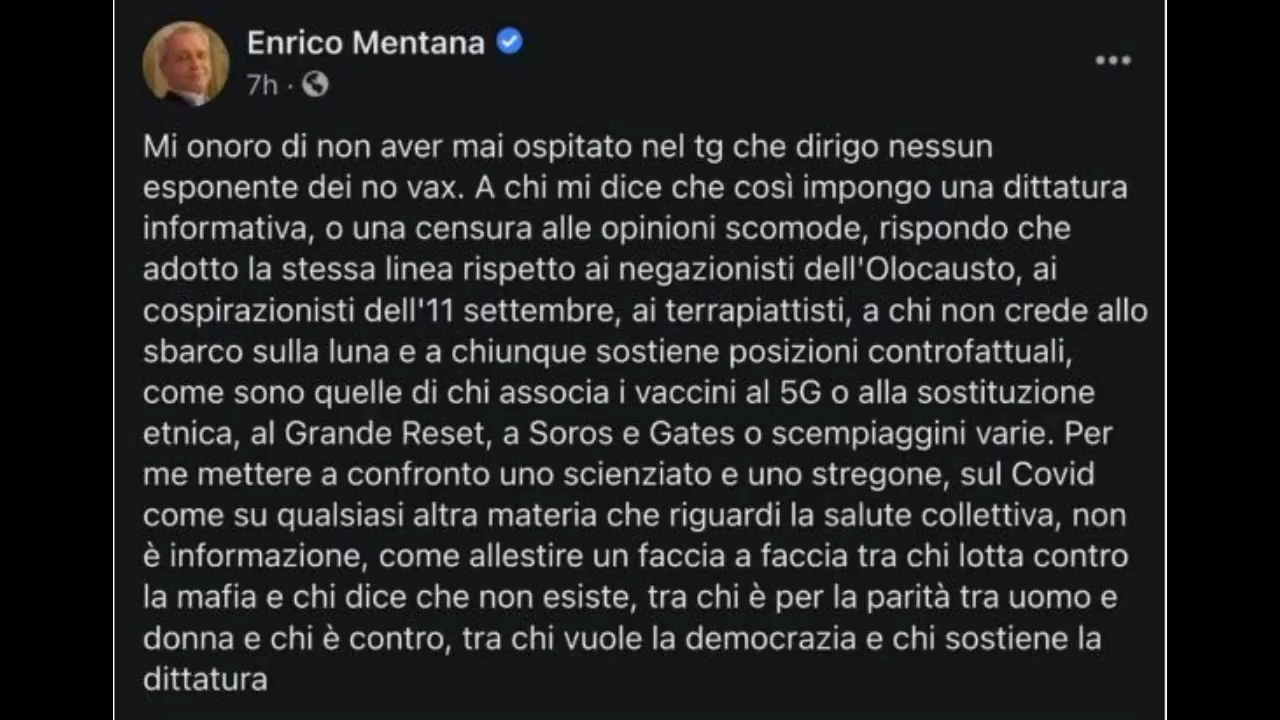 Enrico Mentana
7h ·
Mi onoro di non aver mai ospitato nel tg che dirigo nessun
esponente dei no vax. A chi mi dice che così impongo una dittatura
informativa, o una censura alle opinioni scomode, rispondo che
adotto la stessa linea rispetto ai negazionisti dell'Olocausto, ai
cospirazionisti dell'11 settembre, ai terrapiattisti, a chi non crede allo
sbarco sulla luna e a chiunque sostiene posizioni controfattuali,
come sono quelle di chi associa i vaccini al 5G o alla sostituzione
etnica, al Grande Reset, a Soros e Gates o scempiaggini varie. Per
me mettere a confronto uno scienziato e uno stregone, sul Covid
come su qualsiasi altra materia che riguardi la salute collettiva, non
è informazione, come allestire un faccia a faccia tra chi lotta contro
la mafia e chi dice che non esiste, tra chi è per la parità tra uomo e
donna e chi è contro, tra chi vuole la democrazia e chi sostiene la
dittatura